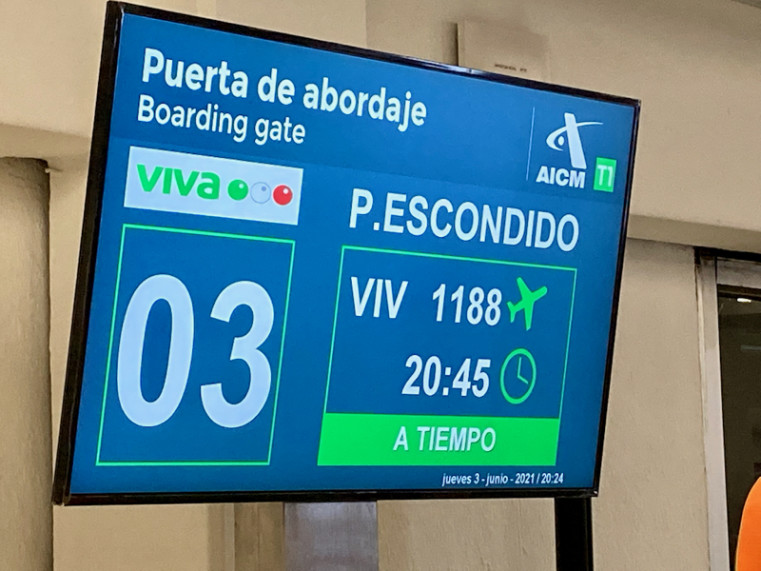 Puerta de abordaje
Boarding gate
AICM T1
VIVA
P.ESCONDIDO
03
VIV 1188
20:45
A TIEMPO
jueves 3 - junio - 2021 / 20:24